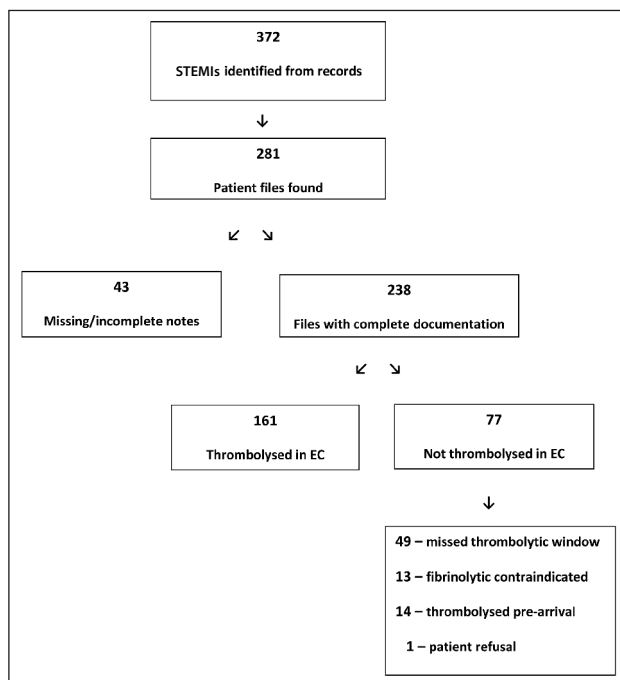 372
STEMIs identified from records
281
Patient files found
43
Missing/incomplete notes
238
Files with complete documentation
161
Thrombolysed in EC
77
Not thrombolysed in EC
49 – missed thrombolytic window
13 – fibrinolytic contraindicated
14 – thrombolysed pre-arrival
1 – patient refusal